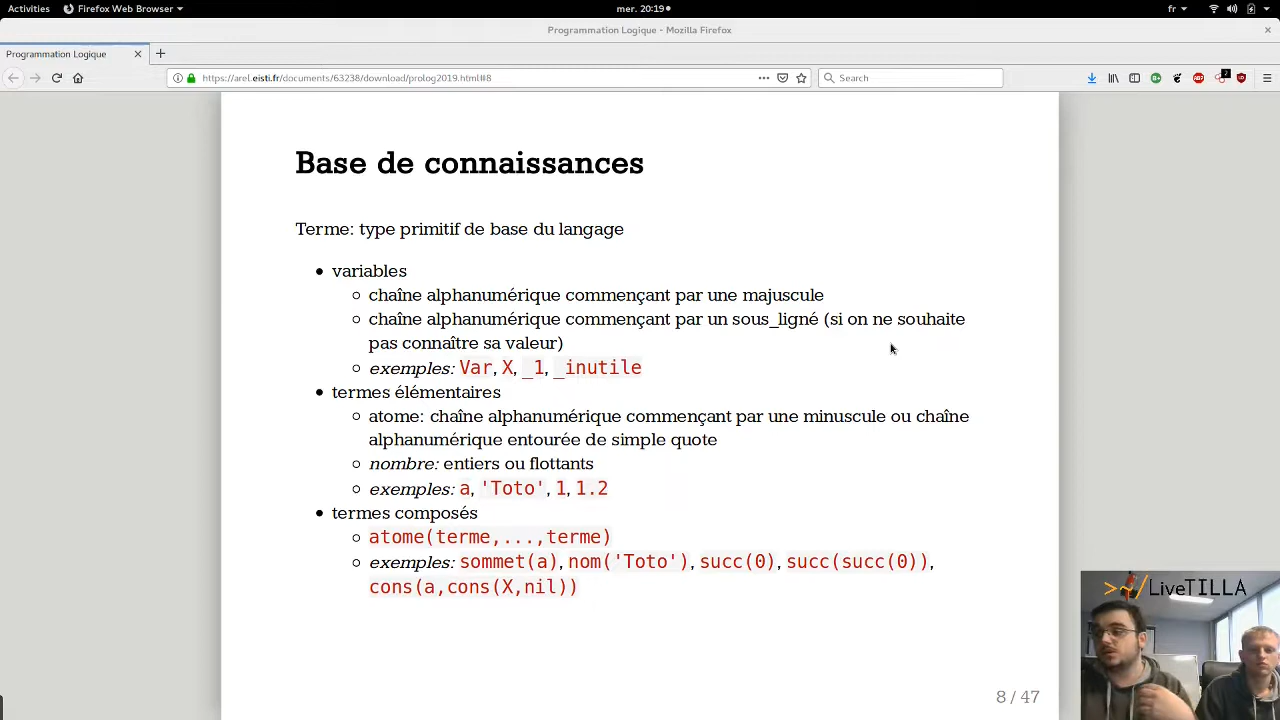 Activities Firefox Web Browser mer. 20:19 fr
Programmation Logique - Mozilla Firefox
Programmation Logique
https://arel.eisti.fr/documents/63238/download/prolog2019.html#8 Search 2
Base de connaissances
Terme: type primitif de base du langage
variables
chaîne alphanumérique commençant par une majuscule
chaîne alphanumérique commençant par un sous_ligné (si on ne souhaite
pas connaître sa valeur)
exemples: Var, X, _1, _inutile
termes élémentaires
atome: chaîne alphanumérique commençant par une minuscule ou chaîne
alphanumérique entourée de simple quote
nombre: entiers ou flottants
exemples: a, 'Toto', 1, 1.2
termes composés
atome(terme,...,terme)
exemples: sommet(a), nom('Toto'), succ(0), succ(succ(0)),
cons(a,cons(X,nil))
>~/LiveTILLA
8 / 47